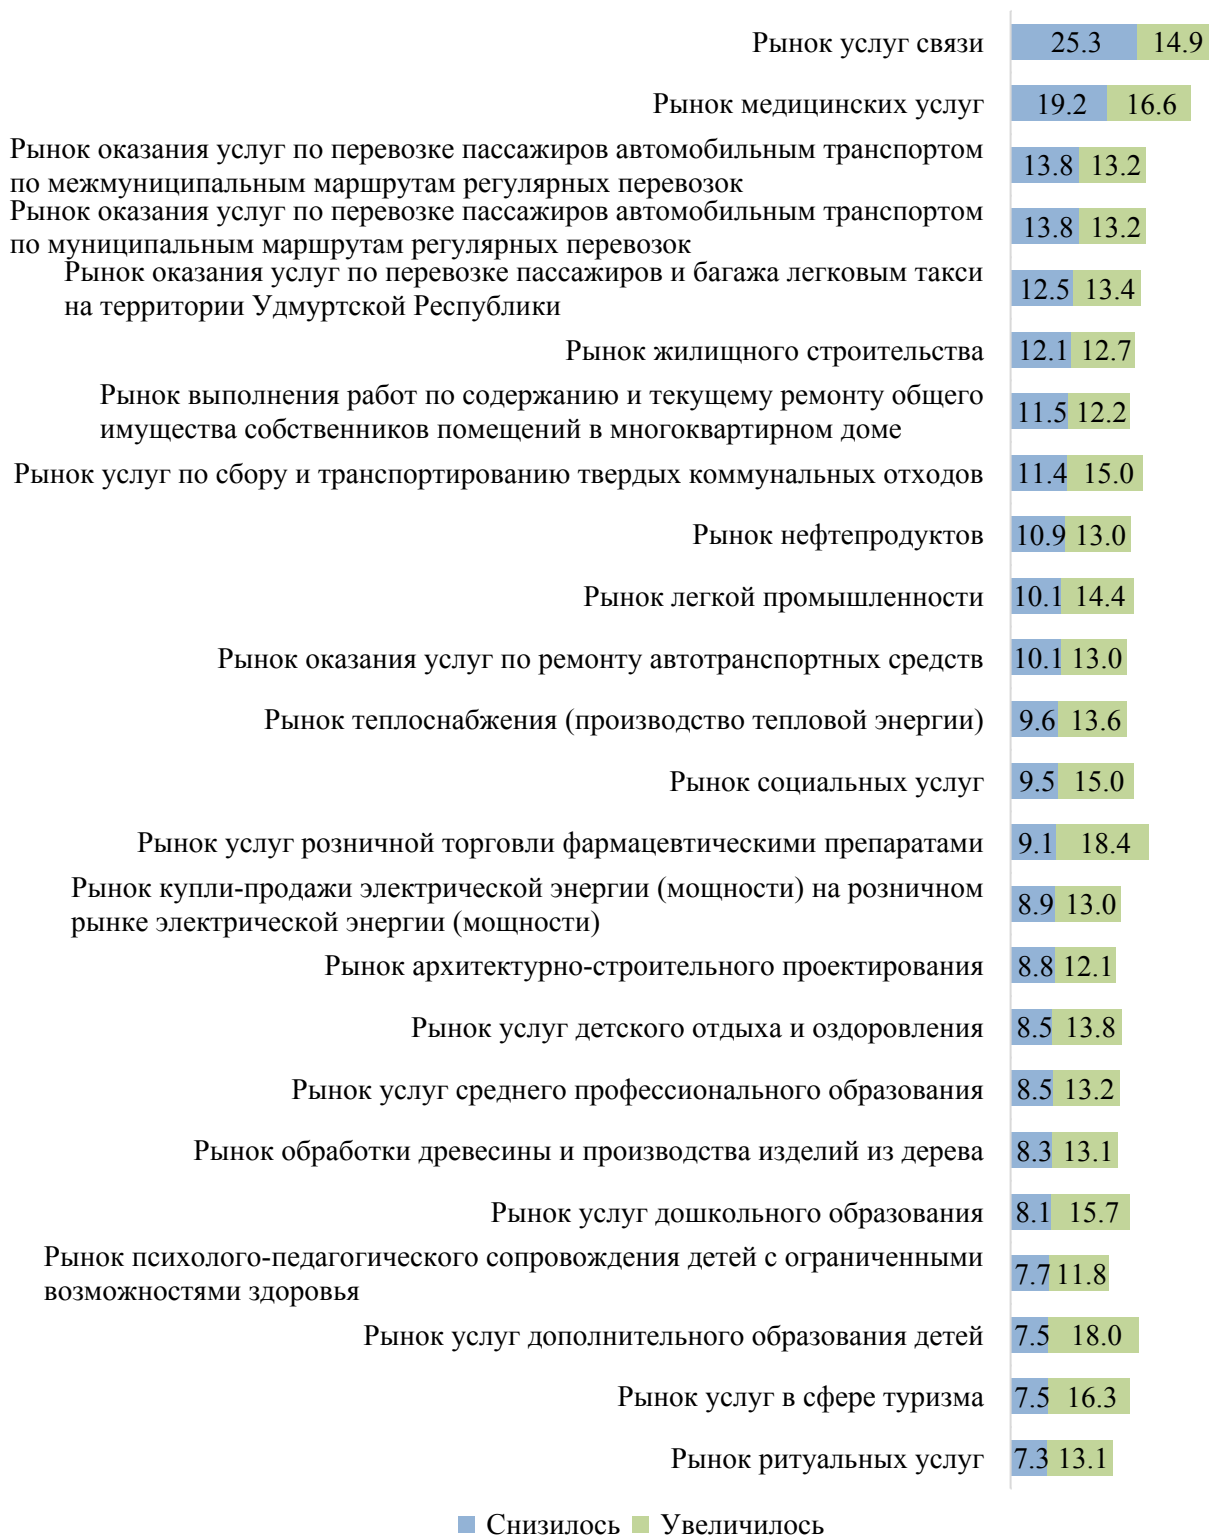 Рынок услуг связи 25.3 14.9
Рынок медицинских услуг 19.2 16.6
Рынок оказания услуг по перевозке пассажиров автомобильным транспортом
по межмуниципальным маршрутам регулярных перевозок 13.8 13.2
Рынок оказания услуг по перевозке пассажиров автомобильным транспортом
по муниципальным маршрутам регулярных перевозок 13.8 13.2
Рынок оказания услуг по перевозке пассажиров и багажа легковым такси
на территории Удмуртской Республики 12.5 13.4
Рынок жилищного строительства 12.1 12.7
Рынок выполнения работ по содержанию и текущему ремонту общего
имущества собственников помещений в многоквартирном доме 11.5 12.2
Рынок услуг по сбору и транспортированию твердых коммунальных отходов 11.4 15.0
Рынок нефтепродуктов 10.9 13.0
Рынок легкой промышленности 10.1 14.4
Рынок оказания услуг по ремонту автотранспортных средств 10.1 13.0
Рынок теплоснабжения (производство тепловой энергии) 9.6 13.6
Рынок социальных услуг 9.5 15.0
Рынок услуг розничной торговли фармацевтическими препаратами 9.1 18.4
Рынок купли-продажи электрической энергии (мощности) на розничном
рынке электрической энергии (мощности) 8.9 13.0
Рынок архитектурно-строительного проектирования 8.8 12.1
Рынок услуг детского отдыха и оздоровления 8.5 13.8
Рынок услуг среднего профессионального образования 8.5 13.2
Рынок обработки древесины и производства изделий из дерева 8.3 13.1
Рынок услуг дошкольного образования 8.1 15.7
Рынок психолого-педагогического сопровождения детей с ограниченными
возможностями здоровья 7.7 11.8
Рынок услуг дополнительного образования детей 7.5 18.0
Рынок услуг в сфере туризма 7.5 16.3
Рынок ритуальных услуг 7.3 13.1
Снизилось Увеличилось